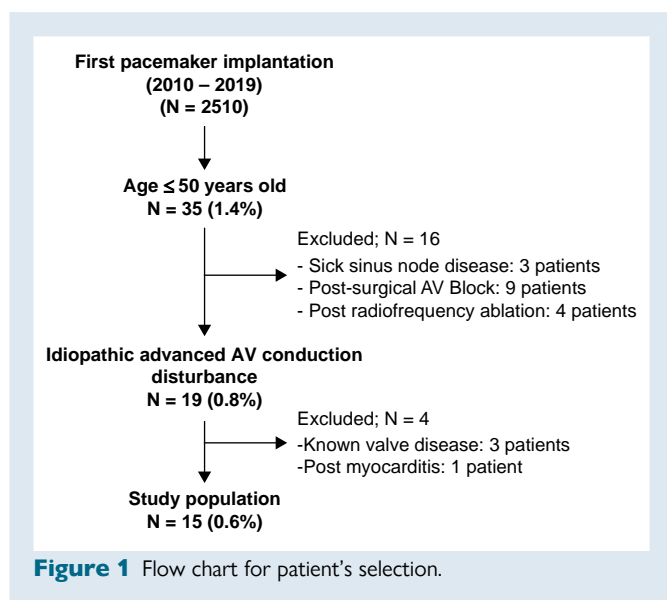 First pacemaker implantation
(2010 – 2019)
(N = 2510)
Age ≤ 50 years old
N = 35 (1.4%)
Excluded; N = 16
- Sick sinus node disease: 3 patients
- Post-surgical AV Block: 9 patients
- Post radiofrequency ablation: 4 patients
Idiopathic advanced AV conduction
disturbance
N = 19 (0.8%)
Excluded; N = 4
-Known valve disease: 3 patients
-Post myocarditis: 1 patient
Study population
N = 15 (0.6%)
Figure 1 Flow chart for patient's selection.